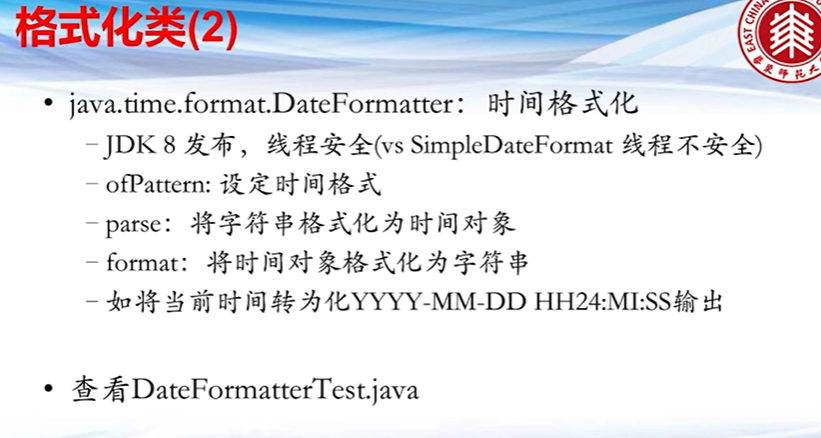 格式化类(2)
EAST CHINA
华东师范大
• java.time.format.DateFormatter：时间格式化
– JDK 8 发布，线程安全(vs SimpleDateFormat 线程不安全)
– ofPattern: 设定时间格式
– parse：将字符串格式化为时间对象
– format：将时间对象格式化为字符串
– 如将当前时间转为化YYYY-MM-DD HH24:MI:SS输出
• 查看DateFormatterTest.java